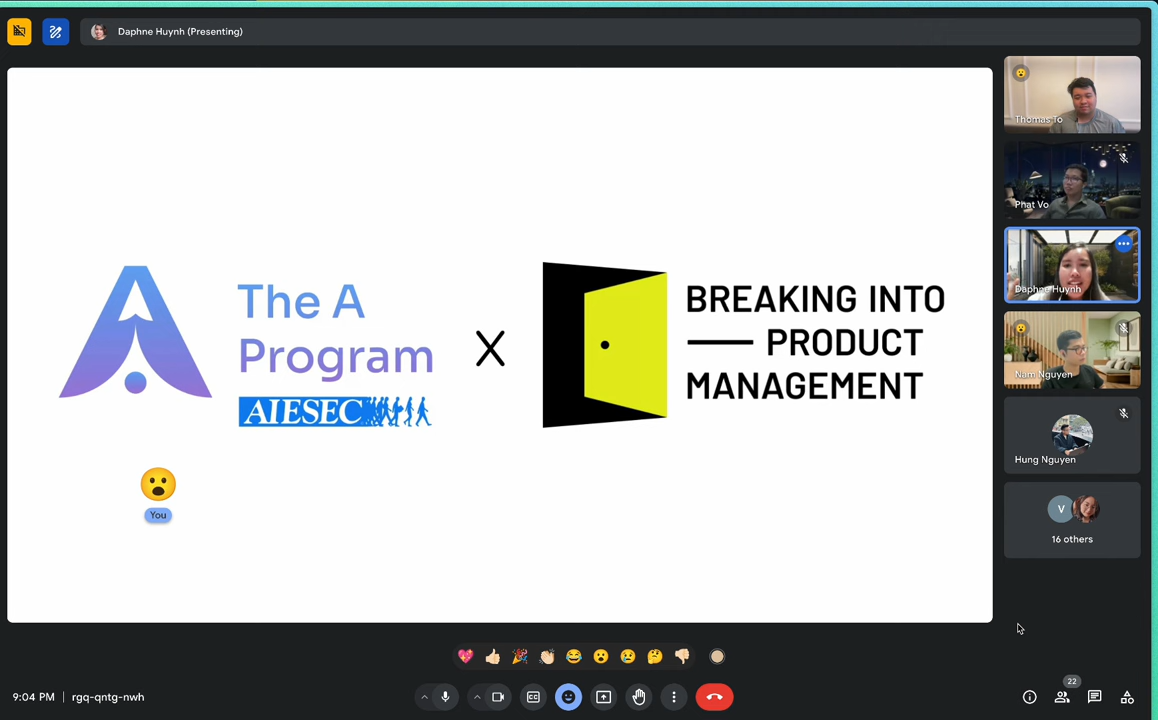 Daphne Huynh (Presenting)
The A
Program
AIESEC
X
BREAKING INTO
PRODUCT
MANAGEMENT
You
Thomas To
Phat Vo
Daphne Huynh
Nam Nguyen
Hung Nguyen
V
16 others
9:04 PM
rgq-qntg-nwh
22